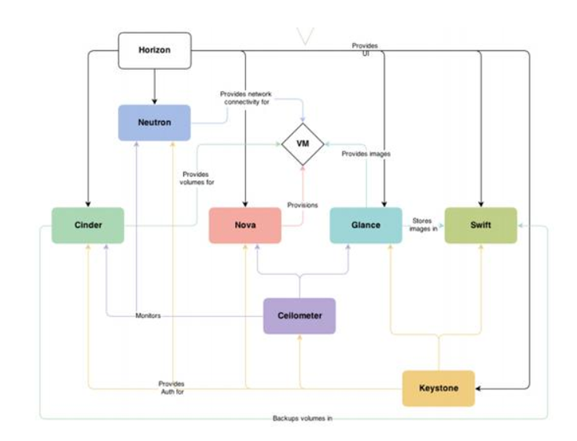 Horizon
Provides
UI
Provides network
connectivity for
Neutron
VM
Provides images
Provides
volumes for
Provisions
Cinder
Nova
Glance
Stores
images in
Swift
Monitors
Ceilometer
Provides
Auth for
Keystone
Backups volumes in